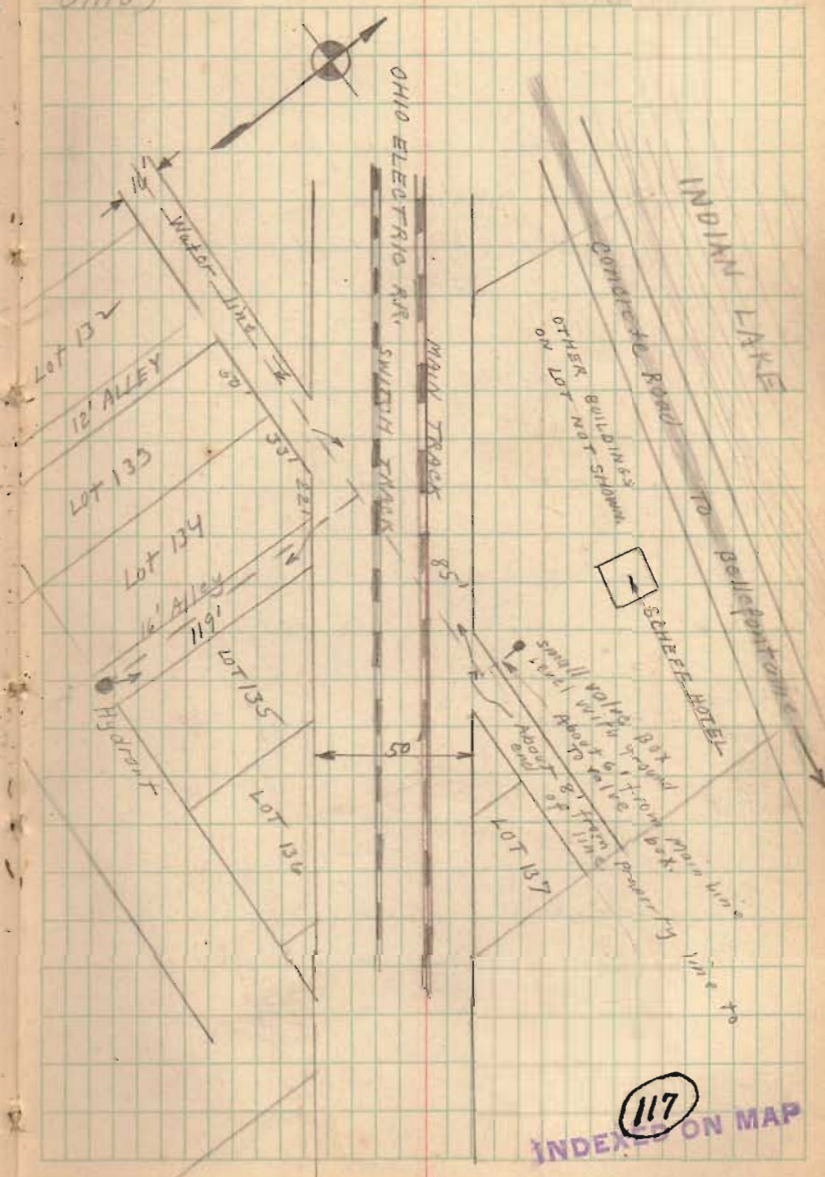 INDIAN LAKE
CONCRETE ROAD TO Bellefontaine
OTHER BUILDINGS
ON LOT NOT SHOWN
SCHEFF HOTEL
OHIO ELECTRIC RR.
SWITCH TRACK
MAIN TRACK
85'
16'
Water line
LOT 132
12' ALLEY
50'
LOT 133
33'
22'
Lot 134
16' Alley
119'
Hydrant
LOT 135
LOT 136
50'
small valve box
level with ground
About 6' from Main line
to valve box.
About 8' from property line to
end of line
LOT 137
117
INDEXED ON MAP